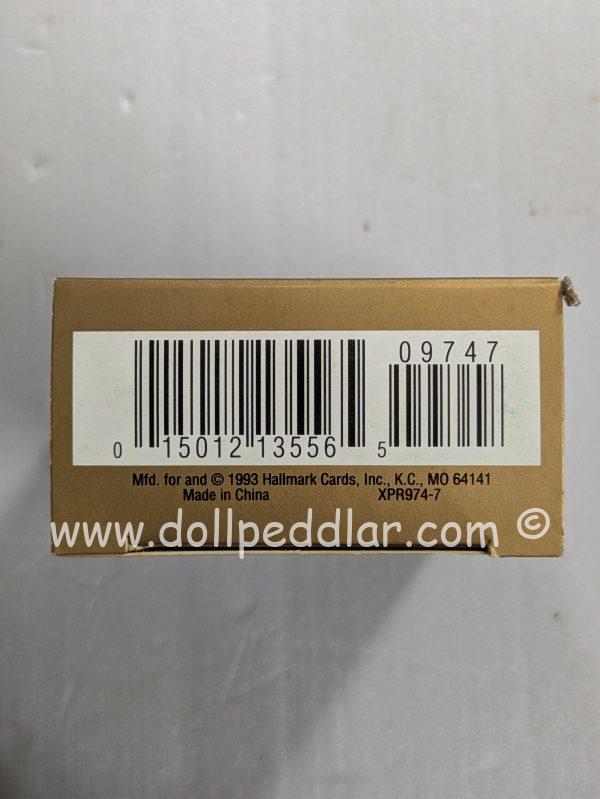 09747
0 15012 13556 5
Mfd. for and © 1993 Hallmark Cards, Inc., K.C., MO 64141
Made in China XPR974-7
www.dollpeddlar.com ©